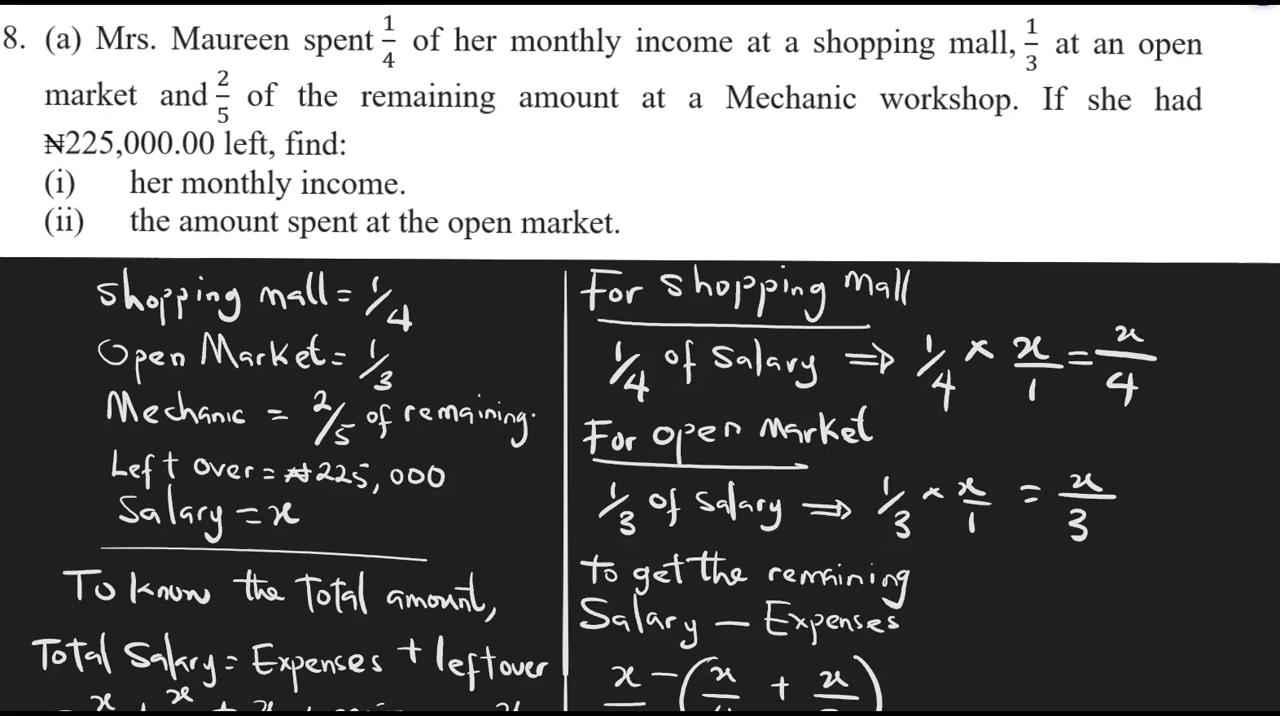 8. (a) Mrs. Maureen spent 1/4 of her monthly income at a shopping mall, 1/3 at an open
market and 2/5 of the remaining amount at a Mechanic workshop. If she had
₦225,000.00 left, find:
(i) her monthly income.
(ii) the amount spent at the open market.
Shopping mall = 1/4
Open Market = 1/3
Mechanic = 2/5 of remaining.
Left over = ₦225,000
Salary = x
To know the Total amount,
Total Salary = Expenses + leftover
For Shopping Mall
1/4 of Salary ⇒ 1/4 × x/1 = x/4
For open Market
1/3 of Salary ⇒ 1/3 × x/1 = x/3
To get the remaining
Salary – Expenses
x – (x + x)